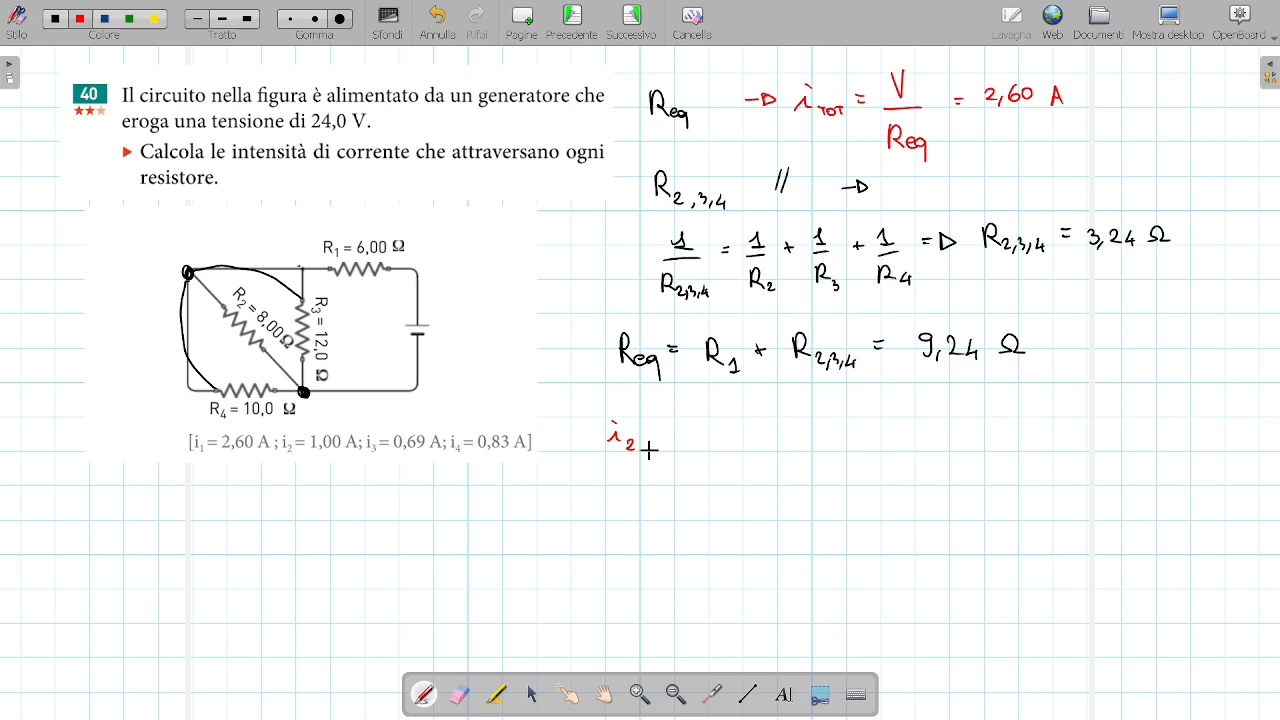 Stilo Colore Tratto Gomma Sfondi Annulla Rifai Pagine Precedente Successivo Cancella Lavagna Web Documenti Mostra desktop OpenBoard
40 Il circuito nella figura è alimentato da un generatore che
eroga una tensione di 24,0 V.
Calcola le intensità di corrente che attraversano ogni
resistore.
R₁ = 6,00 Ω
R₂ = 8,00 Ω
R₃ = 12,0 Ω
R₄ = 10,0 Ω
[i₁ = 2,60 A ; i₂ = 1,00 A; i₃ = 0,69 A; i₄ = 0,83 A]
Req → i TOT = V / Req = 2,60 A
R₂,₃,₄ // →
1/R₂,₃,₄ = 1/R₂ + 1/R₃ + 1/R₄ => R₂,₃,₄ = 3,24 Ω
Req = R₁ + R₂,₃,₄ = 9,24 Ω
i₂
AI